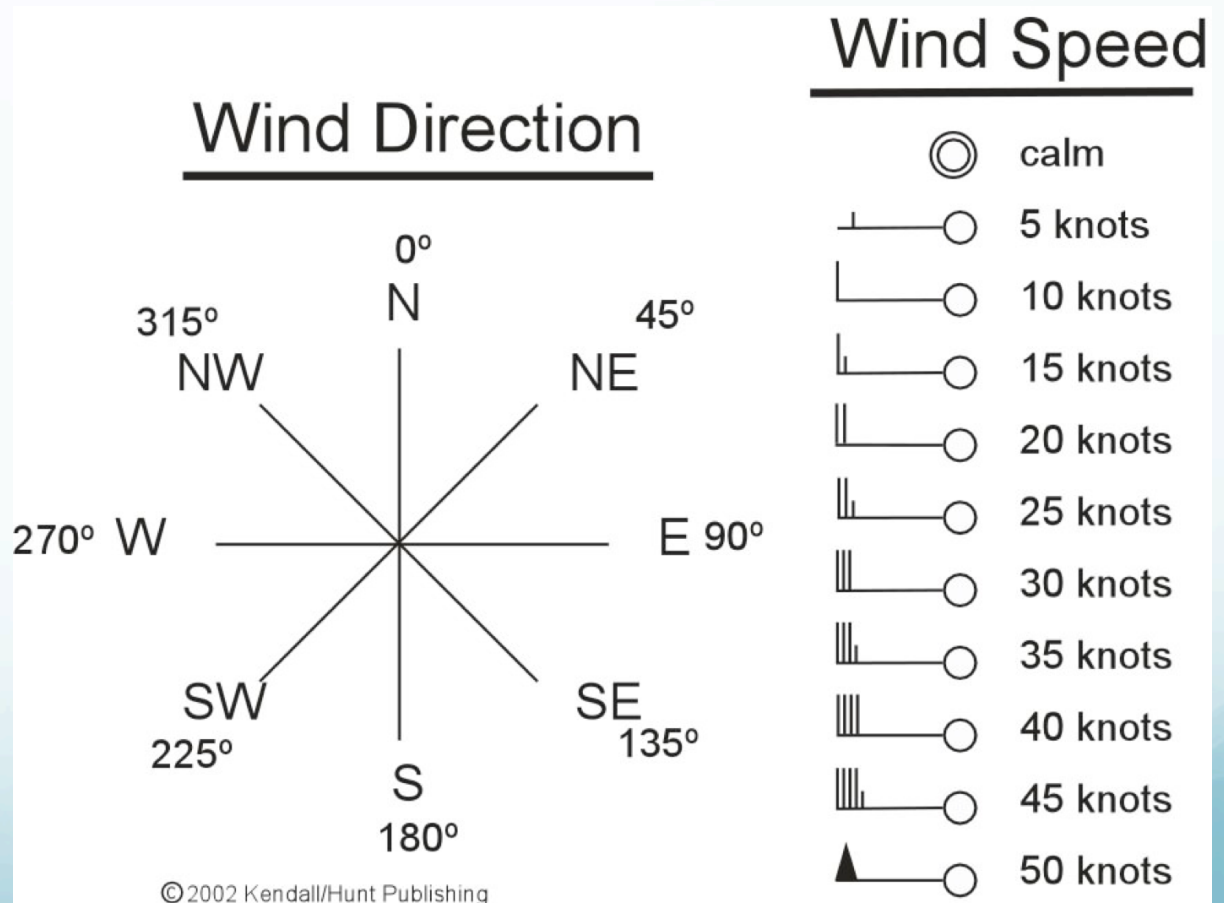 Wind Direction
0º
N
45º
NE
E 90º
SE
135º
S
180º
SW
225º
270º W
315º
NW
©2002 Kendall/Hunt Publishing
Wind Speed
calm
5 knots
10 knots
15 knots
20 knots
25 knots
30 knots
35 knots
40 knots
45 knots
50 knots